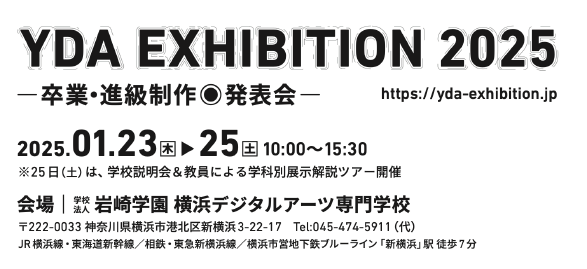 YDA EXHIBITION 2025
—卒業・進級制作◉発表会—
https://yda-exhibition.jp
2025.01.23木▶25土 10:00〜15:30
※25日（土）は、学校説明会＆教員による学科別展示解説ツアー開催
会場｜学校法人 岩崎学園 横浜デジタルアーツ専門学校
〒222-0033 神奈川県横浜市港北区新横浜3-22-17　Tel:045-474-5911（代）
JR横浜線・東海道新幹線／相鉄・東急新横浜線／横浜市営地下鉄ブルーライン「新横浜」駅 徒歩7分